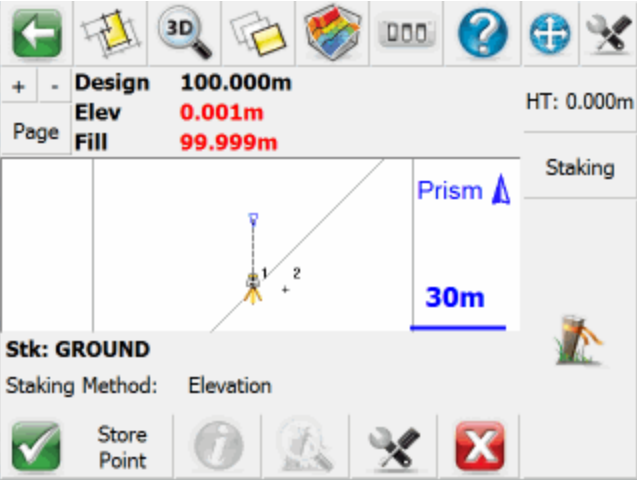 3D
+ -
Design 100.000m
HT: 0.000m
Elev 0.001m
Page
Fill 99.999m
Staking
Prism
1 2
30m
Stk: GROUND
Staking Method: Elevation
Store
Point